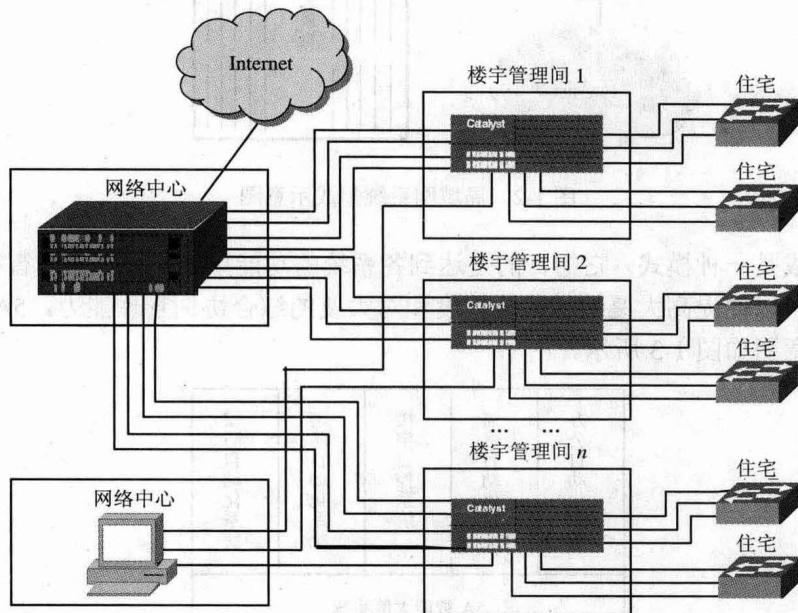 Internet
楼宇管理间 1
住宅
Catalyst
网络中心
住宅
楼宇管理间 2
住宅
Catalyst
住宅
... ...
楼宇管理间 n
网络中心
住宅
Catalyst
住宅